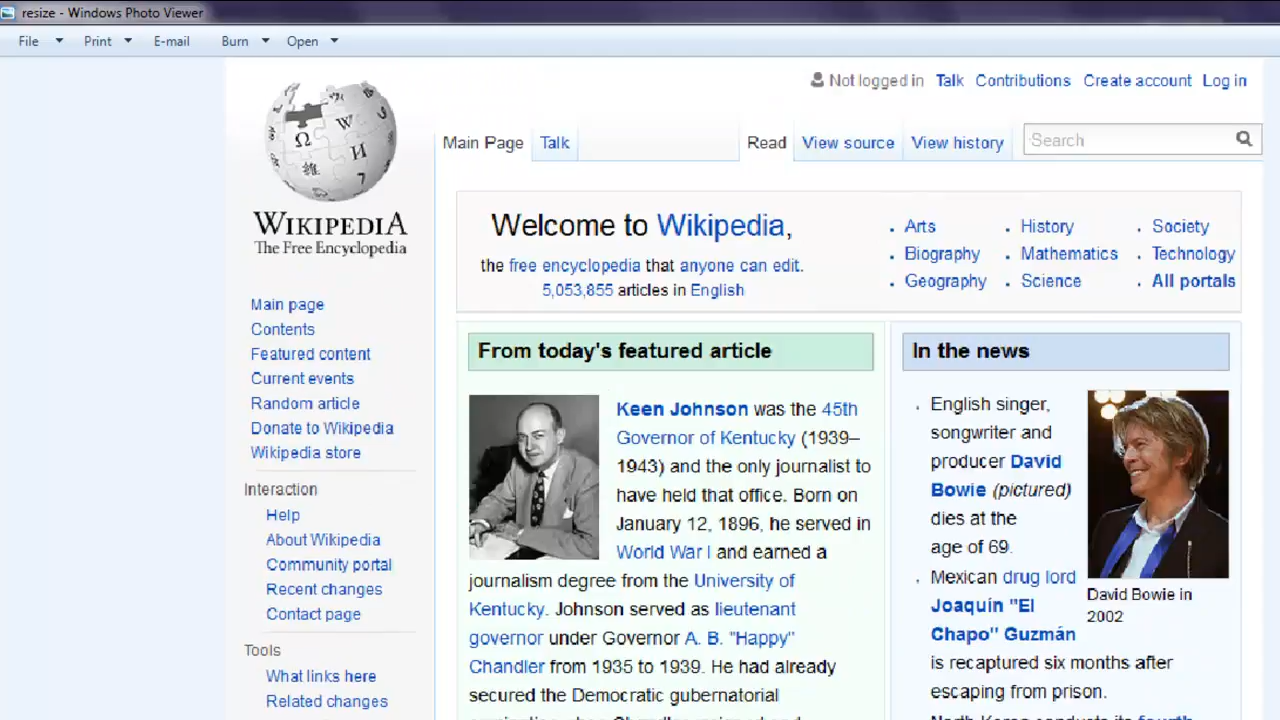 resize - Windows Photo Viewer
File Print E-mail Burn Open
Not logged in Talk Contributions Create account Log in
Main Page Talk Read View source View history Search
WIKIPEDIA
The Free Encyclopedia
Main page
Contents
Featured content
Current events
Random article
Donate to Wikipedia
Wikipedia store
Interaction
Help
About Wikipedia
Community portal
Recent changes
Contact page
Tools
What links here
Related changes
Welcome to Wikipedia,
the free encyclopedia that anyone can edit.
5,053,855 articles in English
Arts History Society
Biography Mathematics Technology
Geography Science All portals
From today's featured article
Keen Johnson was the 45th
Governor of Kentucky (1939–
1943) and the only journalist to
have held that office. Born on
January 12, 1896, he served in
World War I and earned a
journalism degree from the University of
Kentucky. Johnson served as lieutenant
governor under Governor A. B. "Happy"
Chandler from 1935 to 1939. He had already
secured the Democratic gubernatorial
In the news
English singer,
songwriter and
producer David
Bowie (pictured)
dies at the
age of 69.
David Bowie in
2002
Mexican drug lord
Joaquín "El
Chapo" Guzmán
is recaptured six months after
escaping from prison.
North Korea conducts its fourth